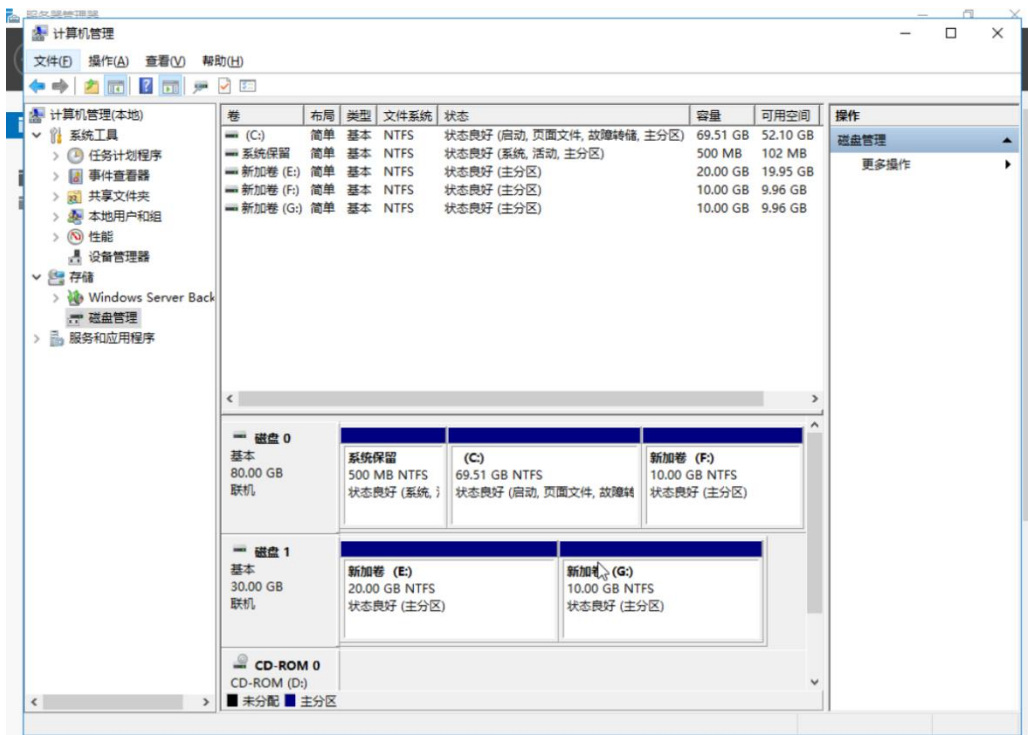 服务器管理器
计算机管理
文件(F) 操作(A) 查看(V) 帮助(H)
计算机管理(本地)
系统工具
任务计划程序
事件查看器
共享文件夹
本地用户和组
性能
设备管理器
存储
Windows Server Back
磁盘管理
服务和应用程序
卷 布局 类型 文件系统 状态 容量 可用空间
(C:) 简单 基本 NTFS 状态良好 (启动, 页面文件, 故障转储, 主分区) 69.51 GB 52.10 GB
系统保留 简单 基本 NTFS 状态良好 (系统, 活动, 主分区) 500 MB 102 MB
新加卷 (E:) 简单 基本 NTFS 状态良好 (主分区) 20.00 GB 19.95 GB
新加卷 (F:) 简单 基本 NTFS 状态良好 (主分区) 10.00 GB 9.96 GB
新加卷 (G:) 简单 基本 NTFS 状态良好 (主分区) 10.00 GB 9.96 GB
操作
磁盘管理
更多操作
磁盘 0
基本
80.00 GB
联机
系统保留
500 MB NTFS
状态良好 (系统,
(C:)
69.51 GB NTFS
状态良好 (启动, 页面文件, 故障转
新加卷 (F:)
10.00 GB NTFS
状态良好 (主分区)
磁盘 1
基本
30.00 GB
联机
新加卷 (E:)
20.00 GB NTFS
状态良好 (主分区)
新加卷 (G:)
10.00 GB NTFS
状态良好 (主分区)
CD-ROM 0
CD-ROM (D:)
未分配 主分区